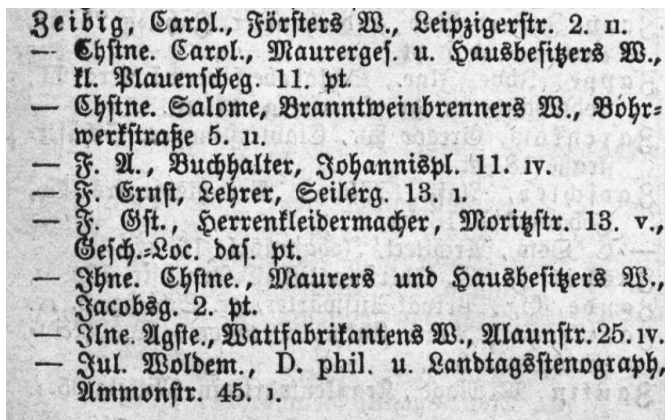 Zeibig, Carol., Försters W., Leipzigerstr. 2. II.
— Chstne. Carol., Maurerges. u. Hausbesitzers W.,
kl. Plauenscheg. 11. pt.
— Chstne. Salome, Branntweinbrenners W., Bohr-
werkstraße 5. II.
— F. A., Buchhalter, Johannispl. 11. IV.
— F. Ernst, Lehrer, Seilerg. 13. I.
— F. Gst., Herrenkleidermacher, Moritzstr. 13. V.,
Gesch.-Loc. das. pt.
— Jhne. Chstne., Maurers und Hausbesitzers W.,
Jacobsg. 2. pt.
— Jlne. Agste., Wattfabrikantens W., Alaunstr. 25. IV.
— Jul. Woldem., D. phil. u. Landtagsstenograph,
Ammonstr. 45. I.